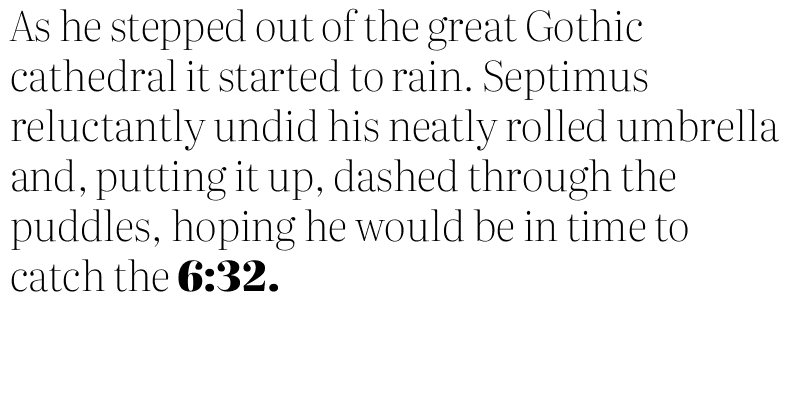 As he stepped out of the great Gothic
cathedral it started to rain. Septimus
reluctantly undid his neatly rolled umbrella
and, putting it up, dashed through the
puddles, hoping he would be in time to
catch the 6:32.